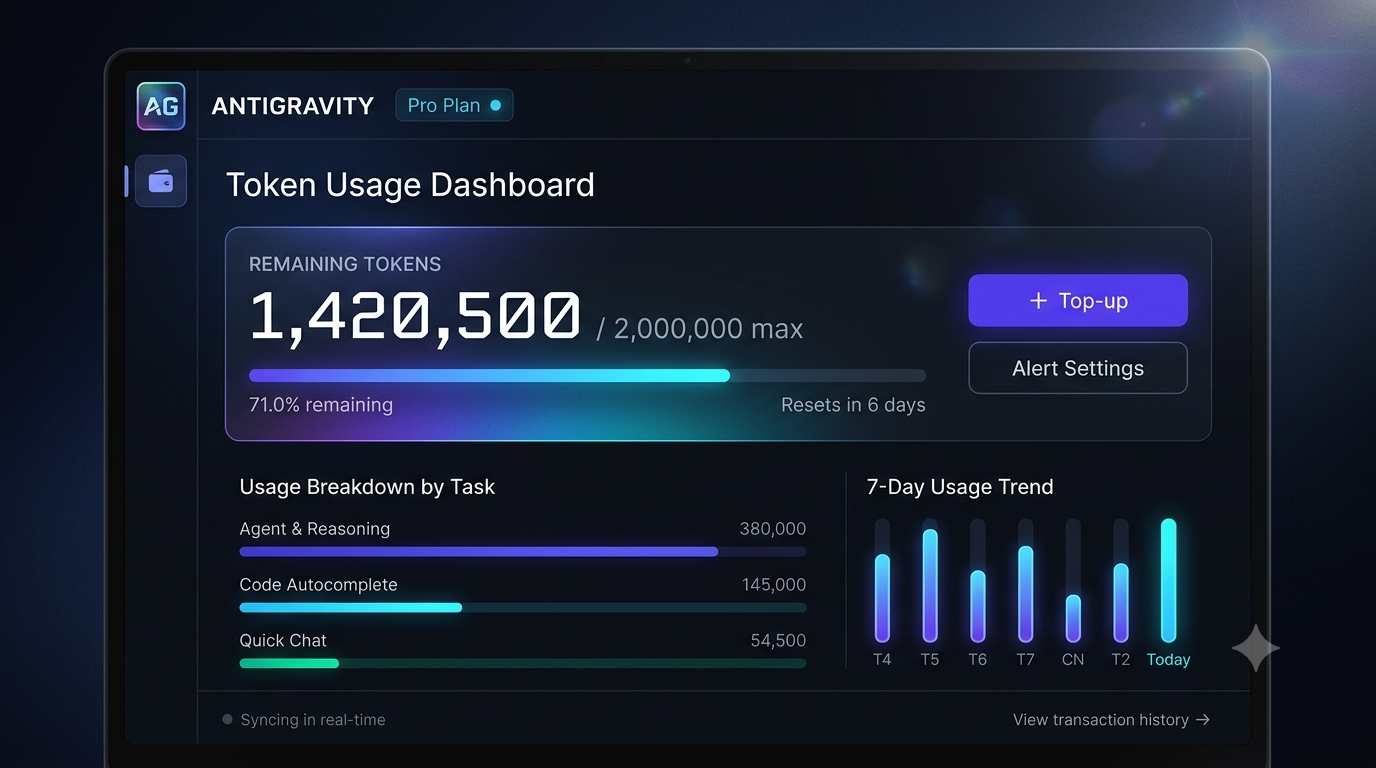 AG
ANTIGRAVITY
Pro Plan
Token Usage Dashboard
REMAINING TOKENS
1,420,500 / 2,000,000 max
71.0% remaining
Resets in 6 days
+ Top-up
Alert Settings
Usage Breakdown by Task
Agent & Reasoning 380,000
Code Autocomplete 145,000
Quick Chat 54,500
7-Day Usage Trend
T4 T5 T6 T7 CN T2 Today
Syncing in real-time
View transaction history →